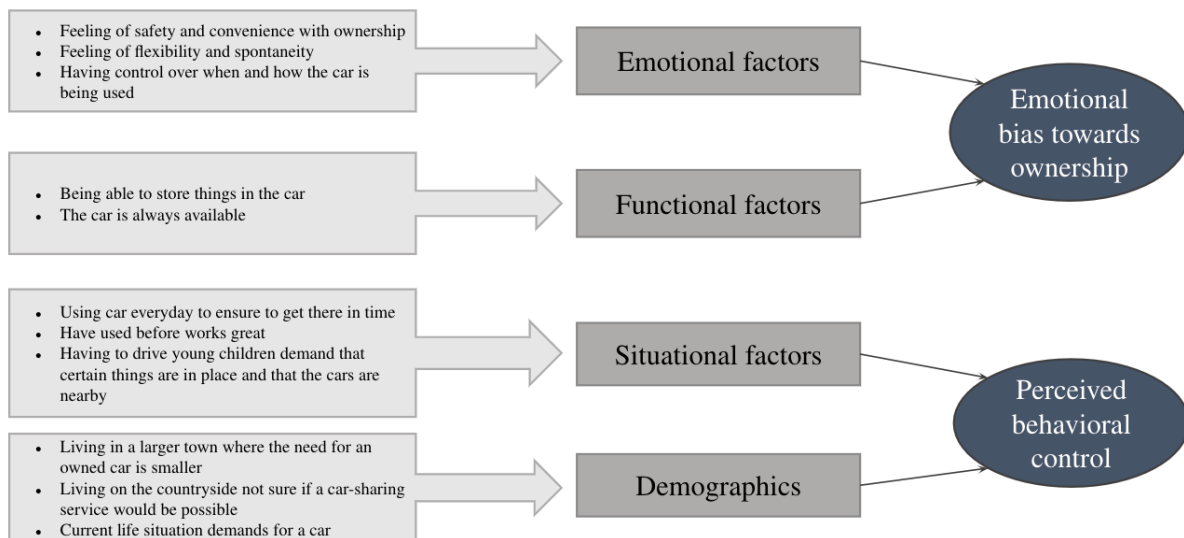 • Feeling of safety and convenience with ownership
• Feeling of flexibility and spontaneity
• Having control over when and how the car is
being used
Emotional factors
Emotional
bias towards
ownership
• Being able to store things in the car
• The car is always available
Functional factors
• Using car everyday to ensure to get there in time
• Have used before works great
• Having to drive young children demand that
certain things are in place and that the cars are
nearby
Situational factors
Perceived
behavioral
control
• Living in a larger town where the need for an
owned car is smaller
• Living on the countryside not sure if a car-sharing
service would be possible
• Current life situation demands for a car
Demographics